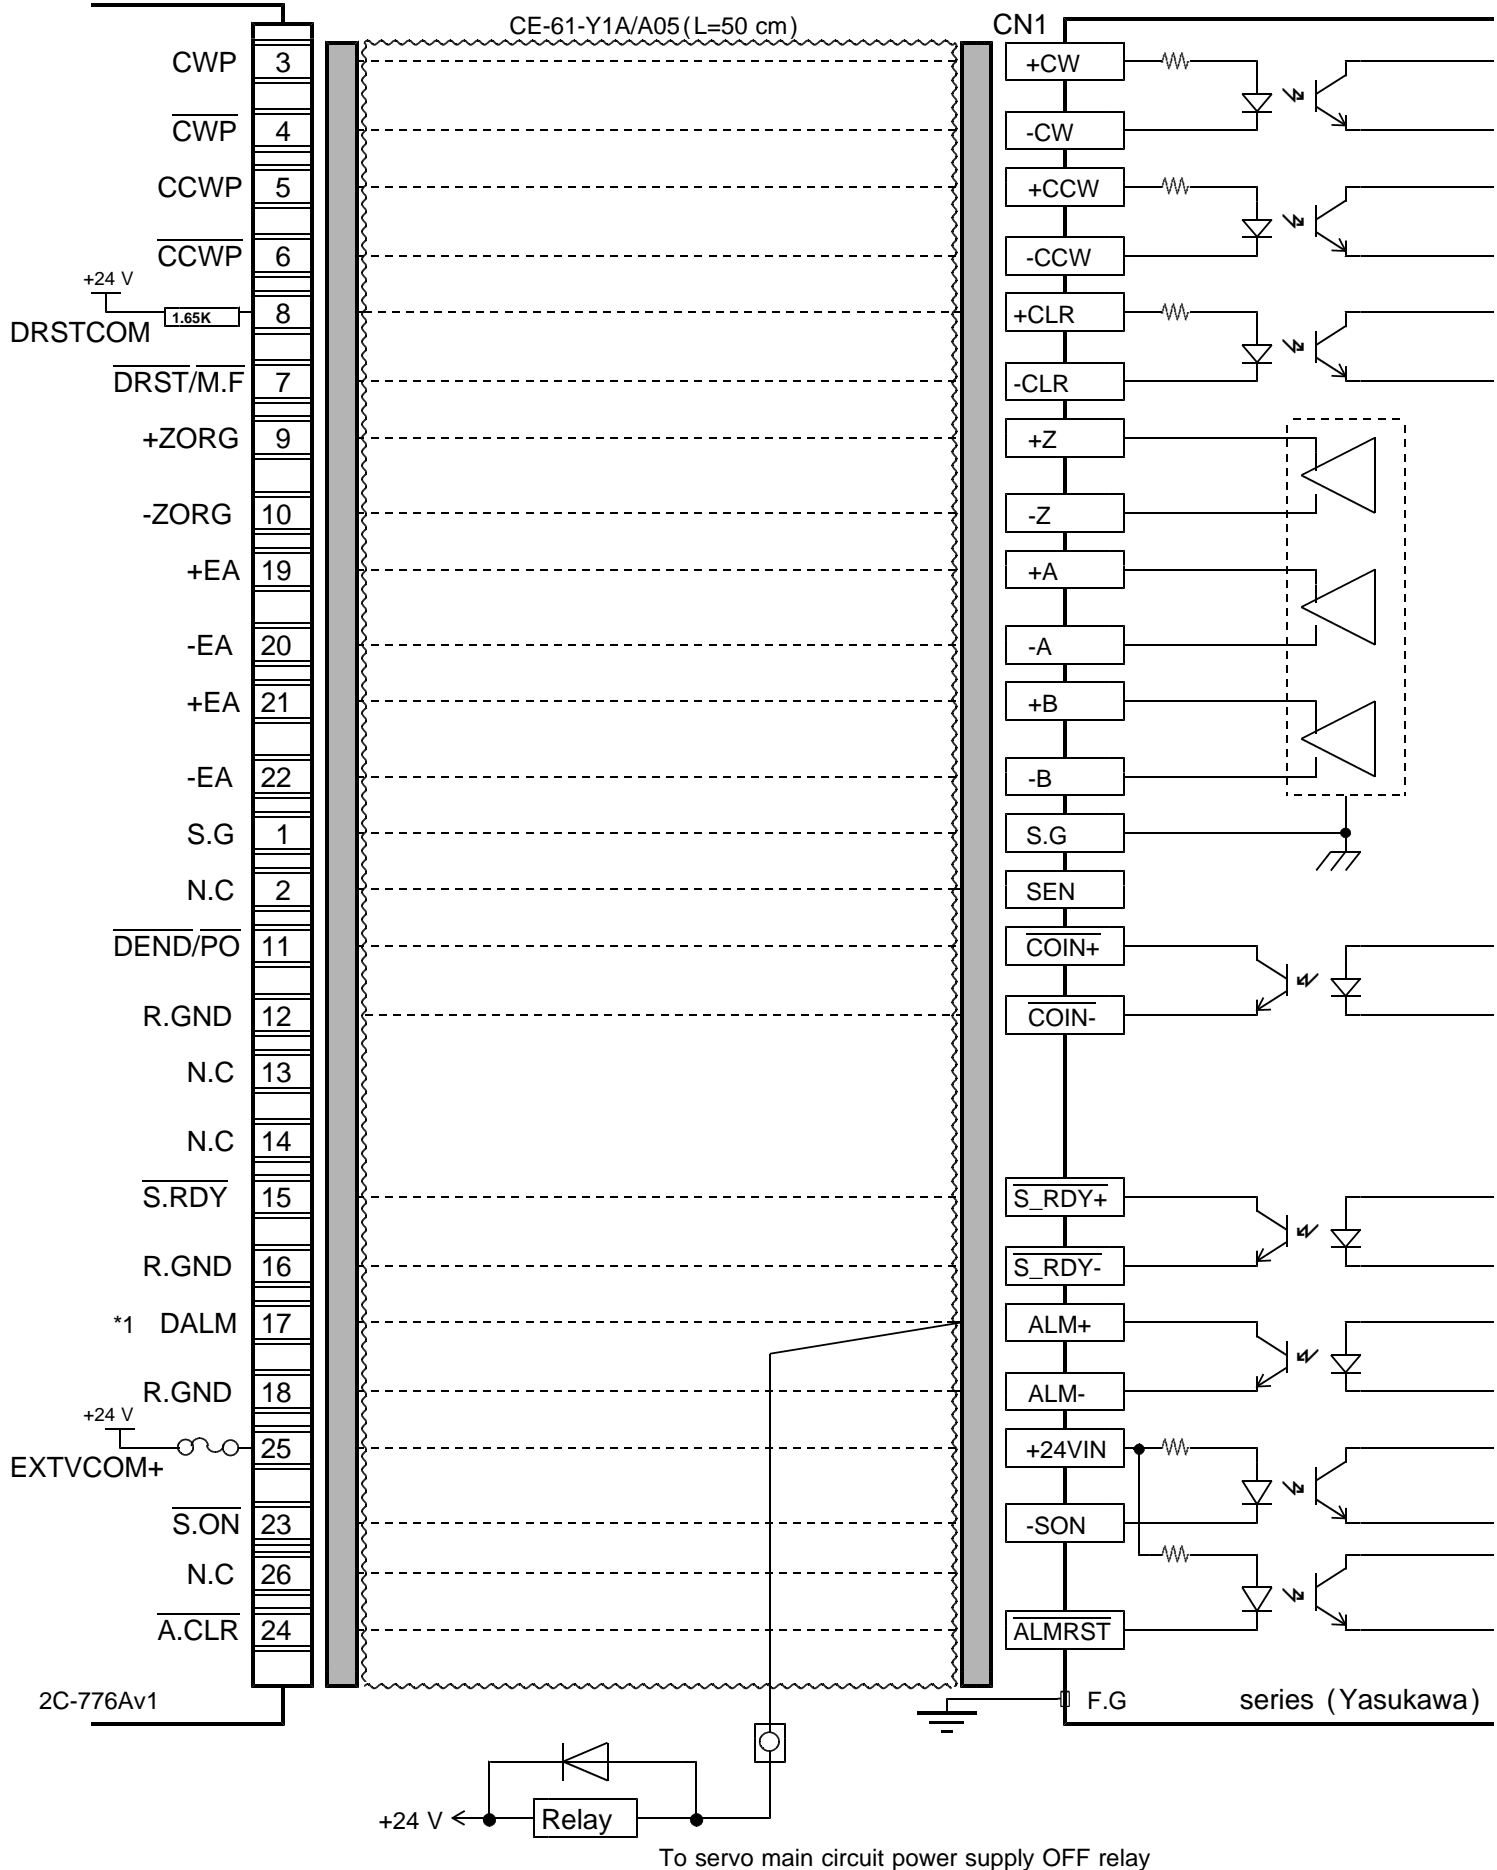 CE-61-Y1A/A05(L=50 cm) CN1
CWP 3 +CW
CWP 4 -CW
CCWP 5 +CCW
CCWP 6 -CCW
+24 V
1.65K 8 +CLR
DRSTCOM
DRST/M.F 7 -CLR
+ZORG 9 +Z
-ZORG 10 -Z
+EA 19 +A
-EA 20 -A
+EA 21 +B
-EA 22 -B
S.G 1 S.G
N.C 2 SEN
DEND/PO 11 COIN+
R.GND 12 COIN-
N.C 13
N.C 14
S.RDY 15 S_RDY+
R.GND 16 S_RDY-
*1 DALM 17 ALM+
R.GND 18 ALM-
+24 V
25 +24VIN
EXTVCOM+
S.ON 23 -SON
N.C 26
A.CLR 24 ALMRST
2C-776Av1 F.G series (Yasukawa)
+24 V Relay
To servo main circuit power supply OFF relay